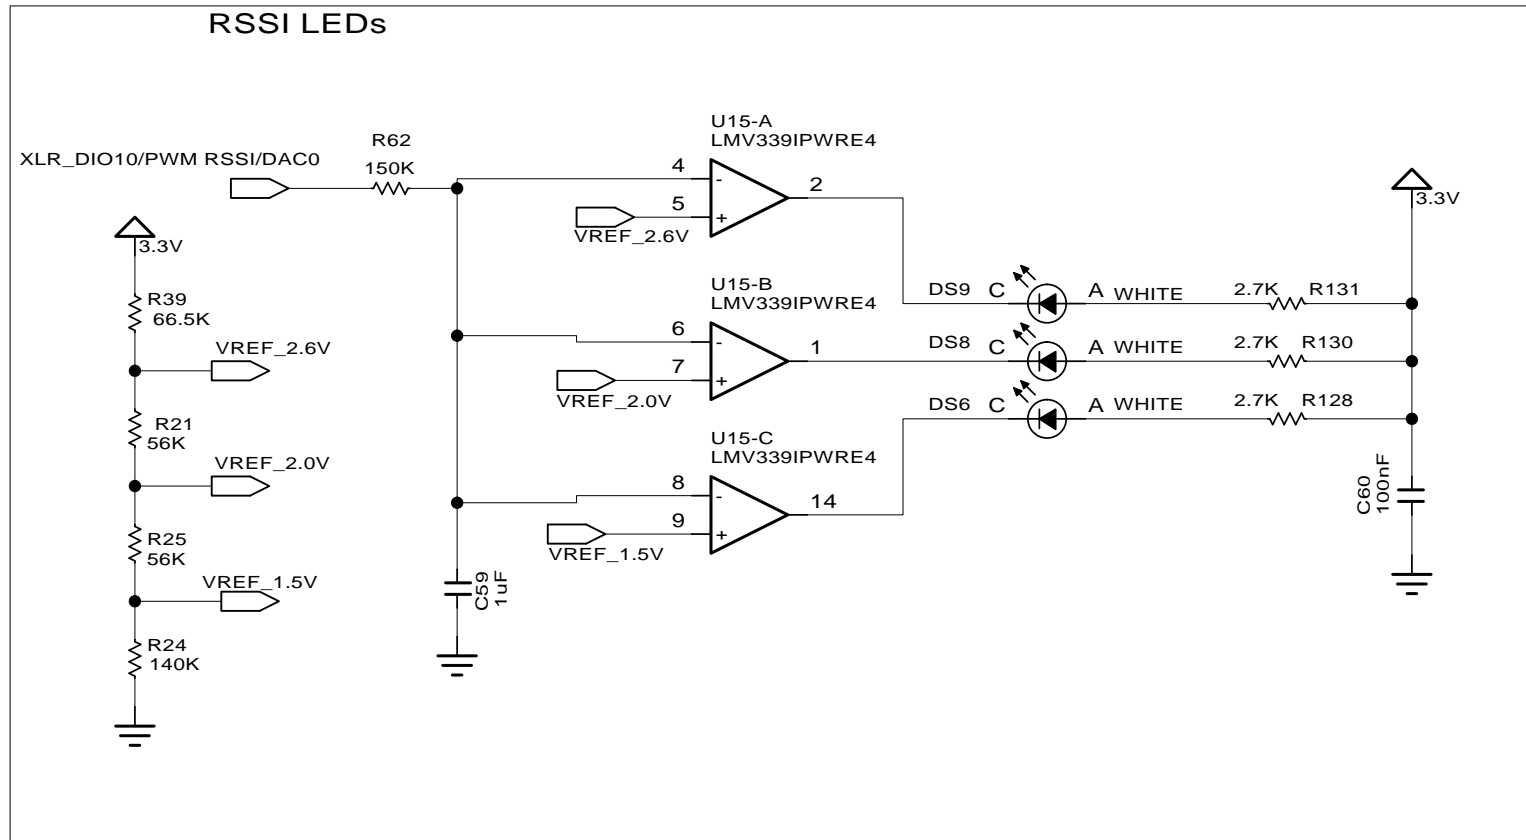 RSSI LEDs
XLR_DIO10/PWM RSSI/DAC0
R62
150K
3.3V
R39
66.5K
VREF_2.6V
R21
56K
VREF_2.0V
R25
56K
VREF_1.5V
R24
140K
C59
1uF
U15-A
LMV339IPWRE4
4
-
2
5
+
VREF_2.6V
U15-B
LMV339IPWRE4
6
-
1
7
+
VREF_2.0V
U15-C
LMV339IPWRE4
8
-
14
9
+
VREF_1.5V
3.3V
DS9 C A WHITE 2.7K R131
DS8 C A WHITE 2.7K R130
DS6 C A WHITE 2.7K R128
C60
100nF